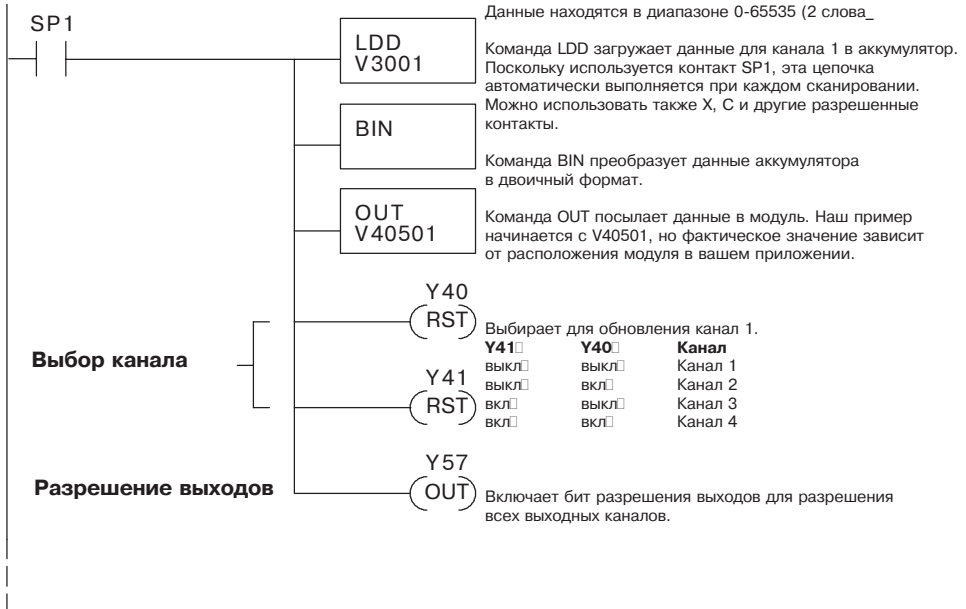 Данные находятся в диапазоне 0-65535 (2 слова_
SP1
LDD
V3001
Команда LDD загружает данные для канала 1 в аккумулятор.
Поскольку используется контакт SP1, эта цепочка
автоматически выполняется при каждом сканировании.
Можно использовать также X, C и другие разрешенные
контакты.
BIN
Команда BIN преобразует данные аккумулятора
в двоичный формат.
OUT
V40501
Команда OUT посылает данные в модуль. Наш пример
начинается с V40501, но фактическое значение зависит
от расположения модуля в вашем приложении.
Y40
RST
Выбор канала
Y41
RST
Выбирает для обновления канал 1.
Y41 Y40 Канал
выкл выкл Канал 1
выкл вкл Канал 2
вкл выкл Канал 3
вкл вкл Канал 4
Разрешение выходов
Y57
OUT
Включает бит разрешения выходов для разрешения
всех выходных каналов.